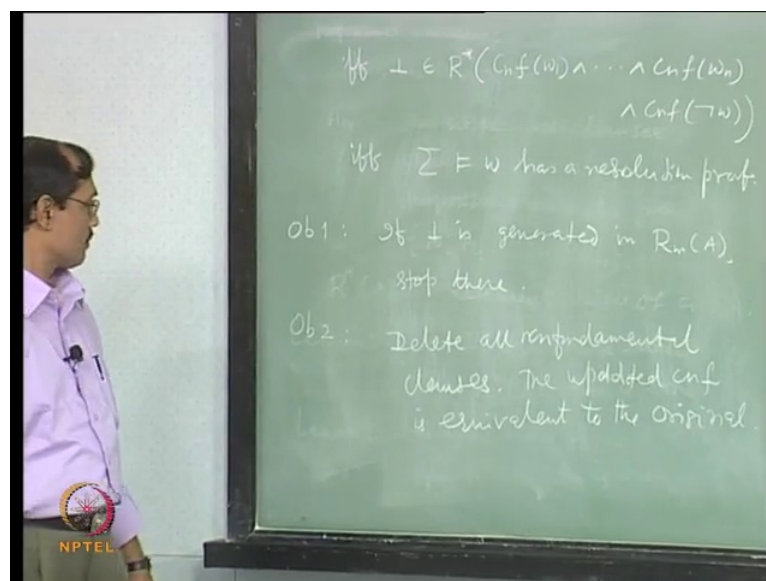 iff ⊥ ∈ R*(Cnf(w1) ∧ ··· ∧ Cnf(wn)
∧ Cnf(¬w))
iff Σ ⊨ w has a resolution proof.
Ob1: If ⊥ is generated in Rm(A),
stop there.
Ob2: Delete all nonfundamental
clauses. The updated cnf
is equivalent to the original.
NPTEL